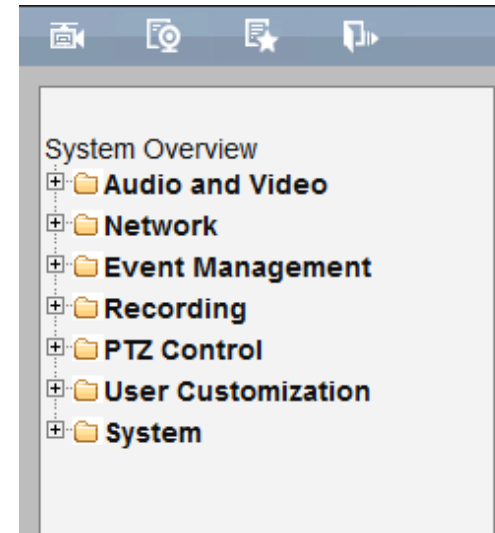 System Overview
Audio and Video
Network
Event Management
Recording
PTZ Control
User Customization
System